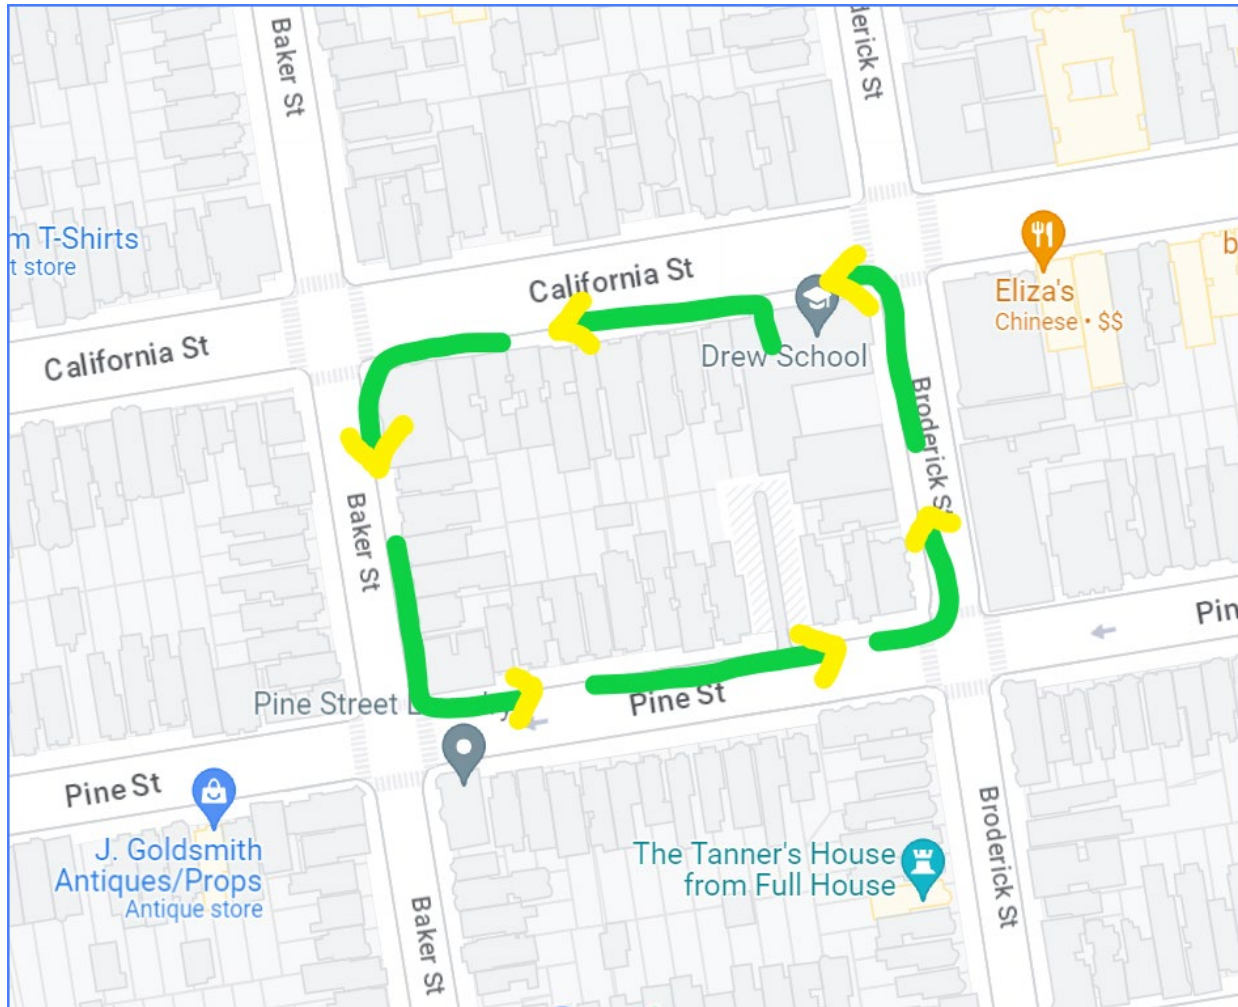 Baker St
derick St
m T-Shirts
t store
California St
Eliza's
Chinese • $$
b
California St
Drew School
Broderick St
Baker St
Pin
Pine Street
Pine St
Pine St
J. Goldsmith
Antiques/Props
Antique store
The Tanner's House
from Full House
Broderick St
Baker St